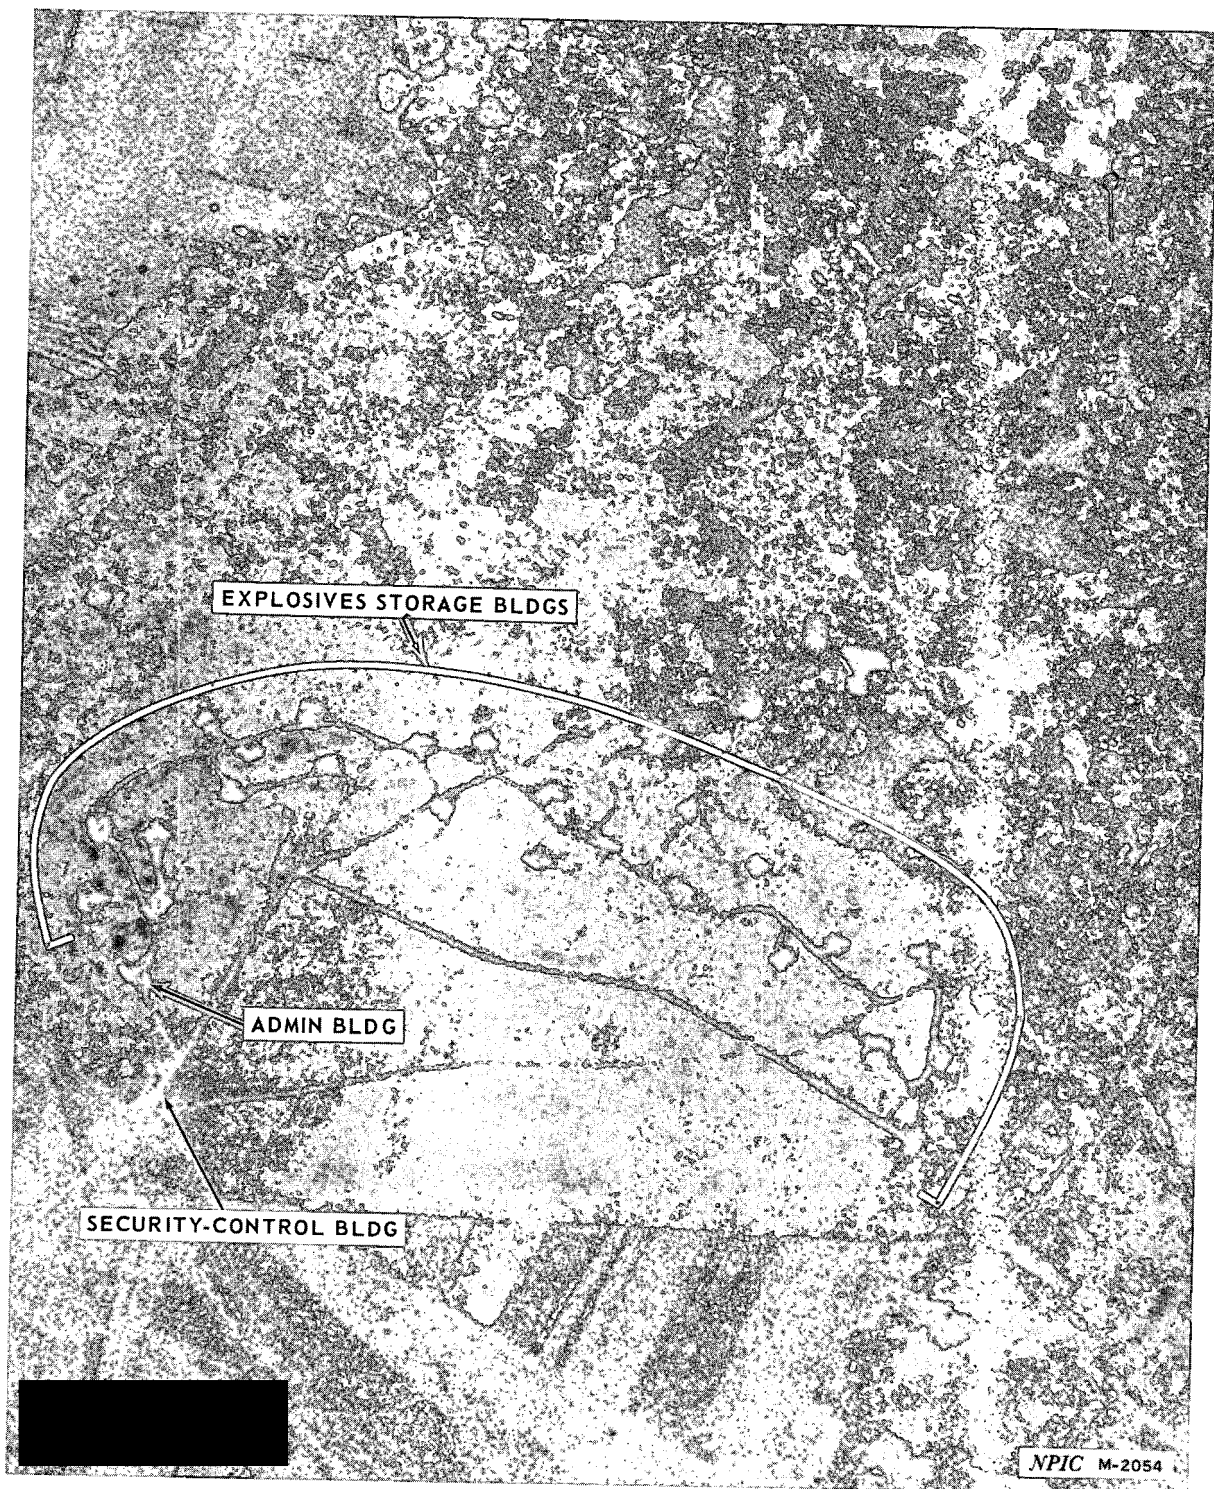 EXPLOSIVES STORAGE BLDGS
ADMIN BLDG
SECURITY-CONTROL BLDG
NPIC M-2054